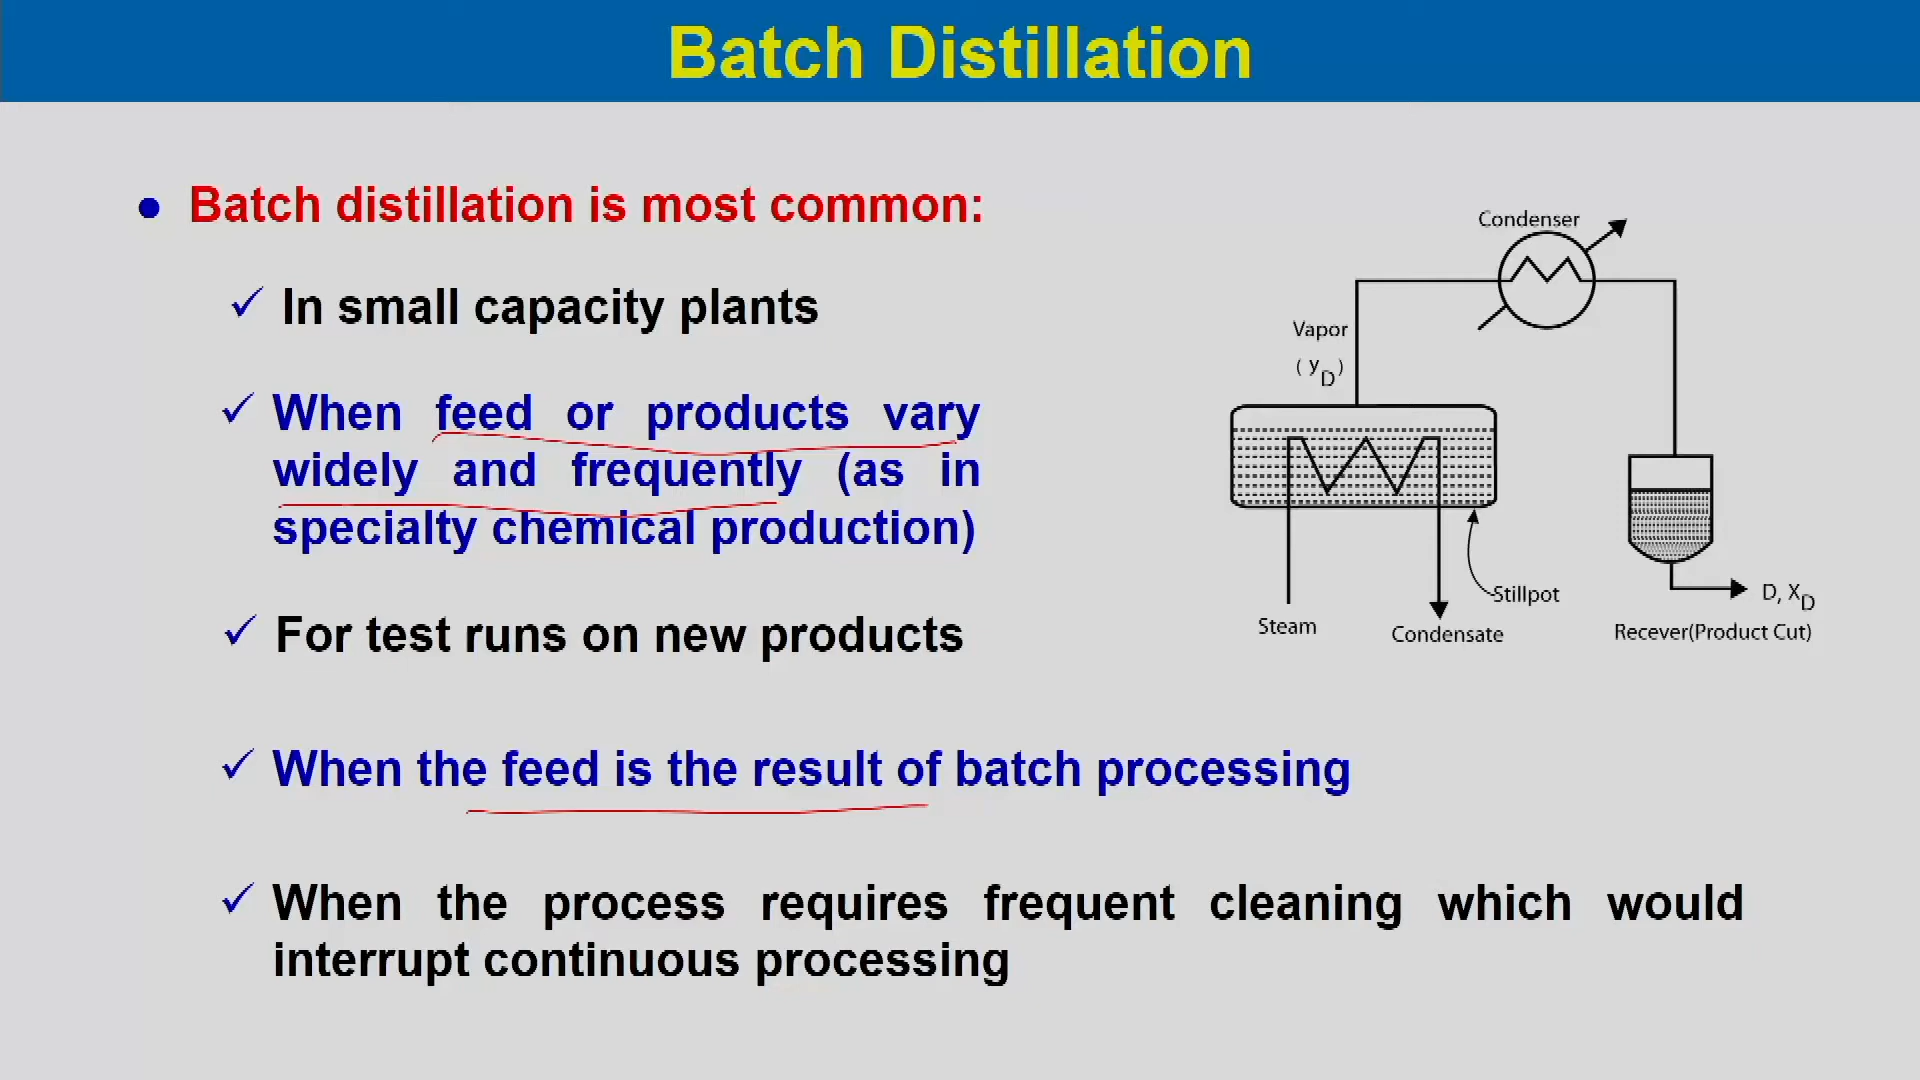 Batch Distillation
● Batch distillation is most common:
✓ In small capacity plants
✓ When feed or products vary
widely and frequently (as in
specialty chemical production)
✓ For test runs on new products
✓ When the feed is the result of batch processing
✓ When the process requires frequent cleaning which would
interrupt continuous processing
Condenser
Vapor
( y_D )
Stillpot
Steam
Condensate
D, X_D
Recever(Product Cut)